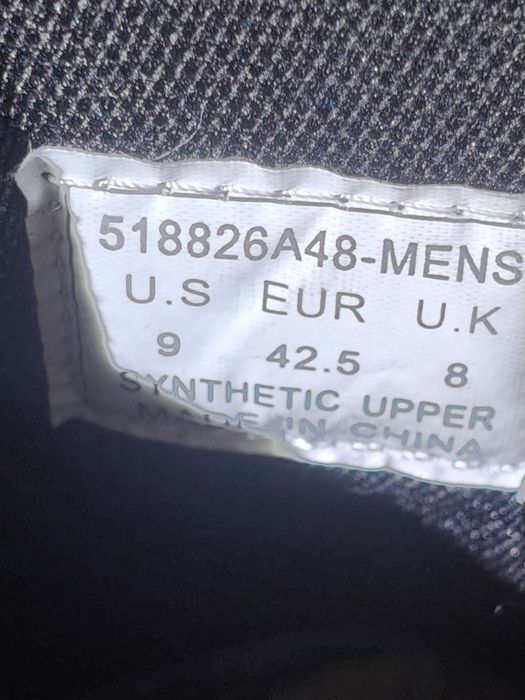 518826A48-MENS
U.S EUR U.K
9 42.5 8
SYNTHETIC UPPER
MADE IN CHINA